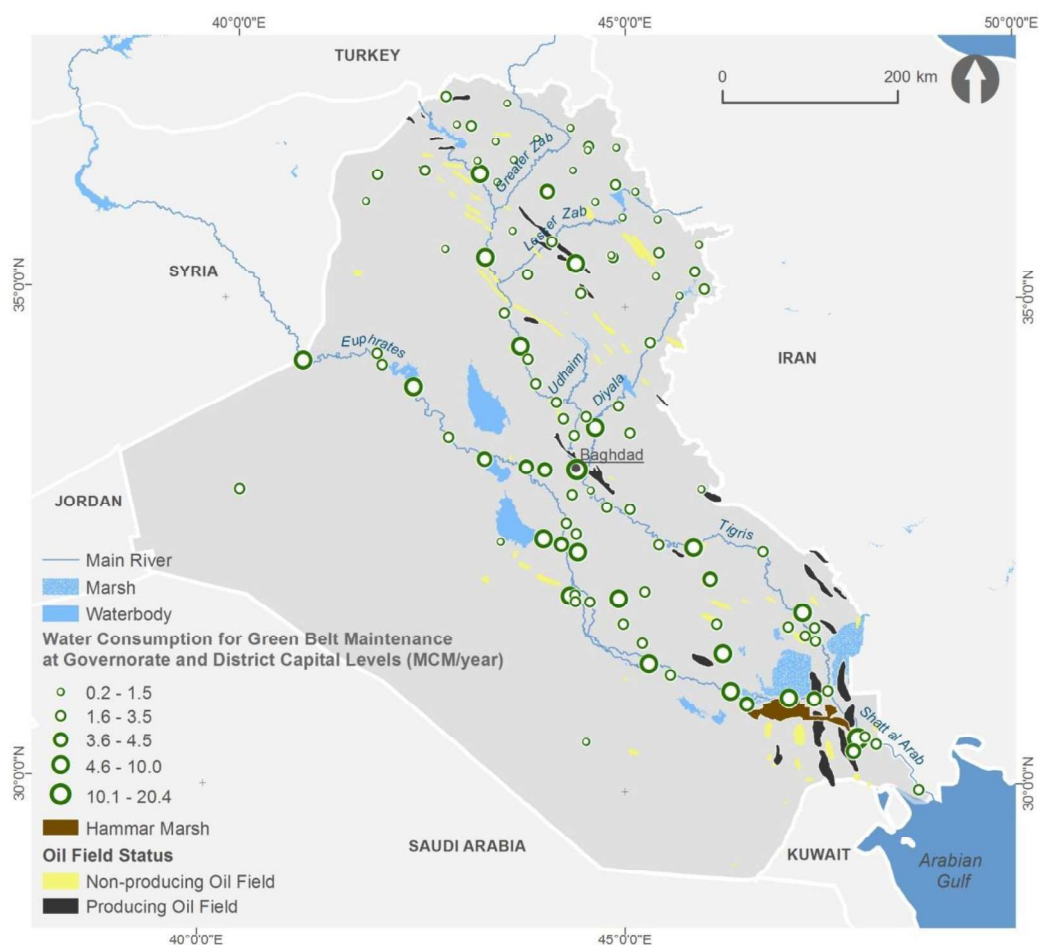 40°0'0"E
45°0'0"E
50°0'0"E
TURKEY
0
200 km
Greater Zab
Lesser Zab
SYRIA
35°0'0"N
35°0'0"N
Euphrates
IRAN
Udhaim
Diyala
Baghdad
JORDAN
Tigris
Main River
Marsh
Waterbody
Water Consumption for Green Belt Maintenance
at Governorate and District Capital Levels (MCM/year)
0.2 - 1.5
1.6 - 3.5
3.6 - 4.5
4.6 - 10.0
10.1 - 20.4
Shatt al Arab
30°0'0"N
30°0'0"N
Hammar Marsh
Oil Field Status
Non-producing Oil Field
Producing Oil Field
SAUDI ARABIA
KUWAIT
Arabian
Gulf
40°0'0"E
45°0'0"E